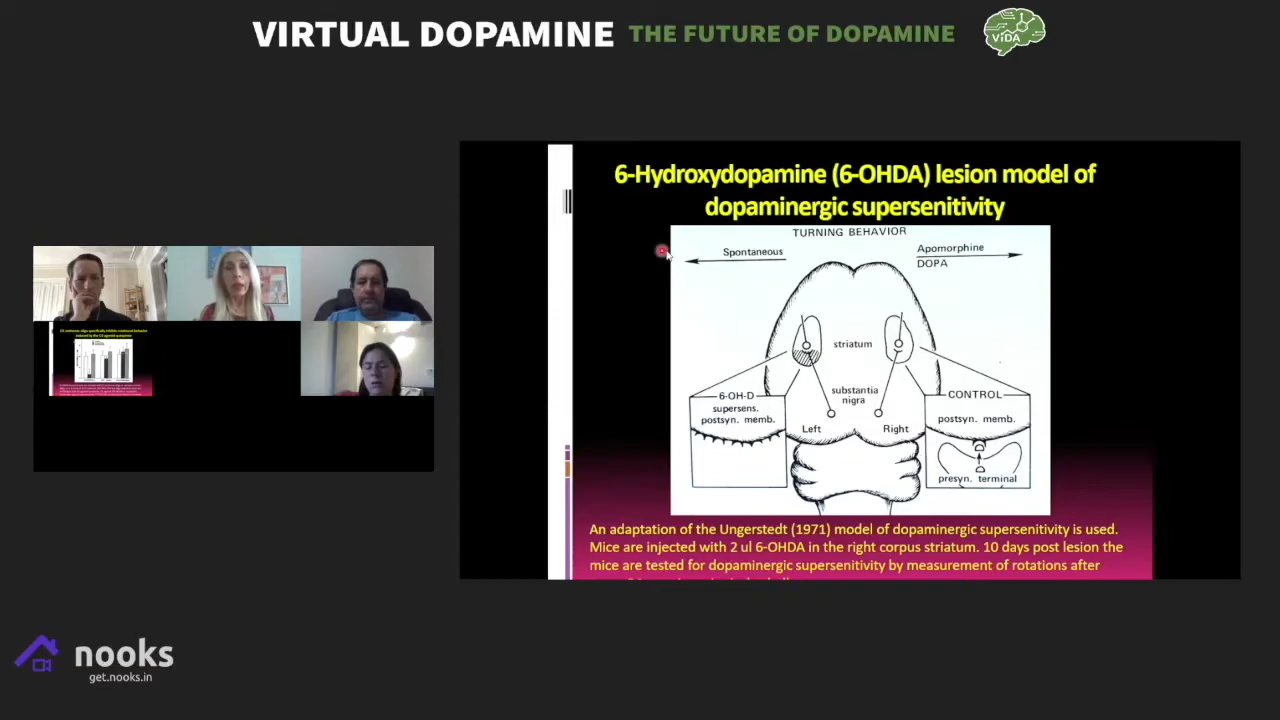 VIRTUAL DOPAMINE THE FUTURE OF DOPAMINE
ViDA
6-Hydroxydopamine (6-OHDA) lesion model of
dopaminergic supersenitivity
TURNING BEHAVIOR
Spontaneous
Apomorphine
DOPA
striatum
substantia
nigra
6-OH-D
supersens.
postsyn. memb.
Left
Right
CONTROL
postsyn. memb.
presyn. terminal
An adaptation of the Ungerstedt (1971) model of dopaminergic supersenitivity is used.
Mice are injected with 2 ul 6-OHDA in the right corpus striatum. 10 days post lesion the
mice are tested for dopaminergic supersenitivity by measurement of rotations after
nooks
get.nooks.in